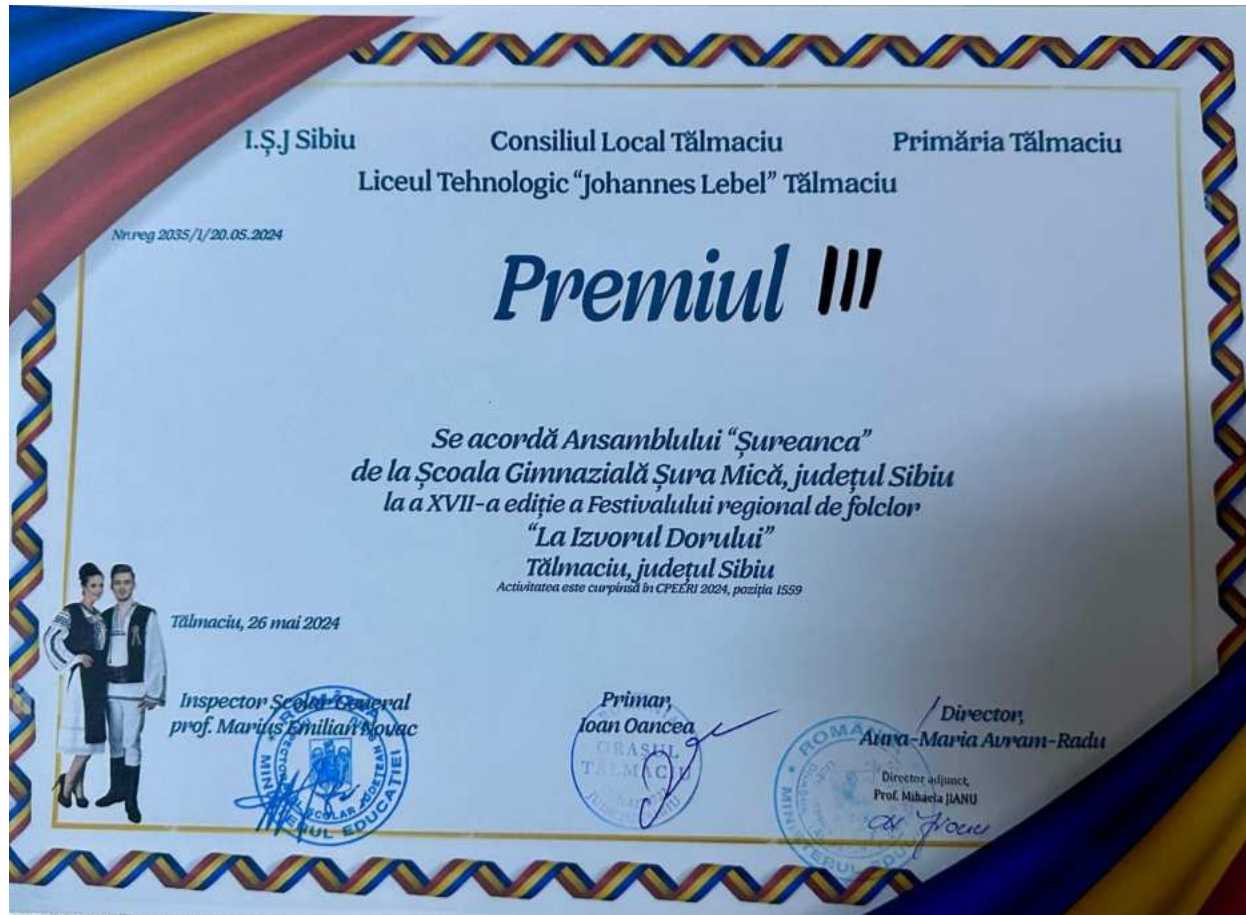 I.Ș.J Sibiu Consiliul Local Tălmaciu Primăria Tălmaciu
Liceul Tehnologic “Johannes Lebel” Tălmaciu
Nr.reg 2035/1/20.05.2024
Premiul III
Se acordă Ansamblului “Șureanca”
de la Școala Gimnazială Șura Mică, județul Sibiu
la a XVII-a ediție a Festivalului regional de folclor
“La Izvorul Dorului”
Tălmaciu, județul Sibiu
Activitatea este curpinsă în CPEERI 2024, poziția 1559
Tălmaciu, 26 mai 2024
Inspector Școlar General
prof. Marius Emilian Novac
Primar,
Ioan Oancea
ORAȘUL
TĂLMACIU
Director,
Aura-Maria Avram-Radu
Director adjunct,
Prof. Mihaela JIANU
ROMÂNIA
MINISTERUL EDUCAȚIEI